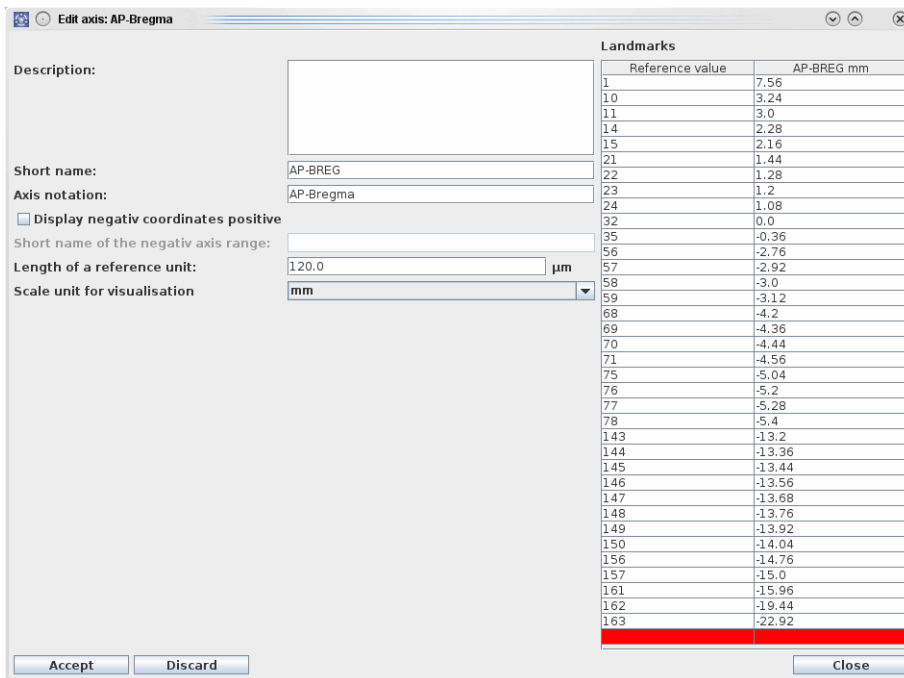 Edit axis: AP-Bregma
Description:
Short name:
AP-BREG
Axis notation:
AP-Bregma
Display negativ coordinates positive
Short name of the negativ axis range:
Length of a reference unit:
120.0
µm
Scale unit for visualisation
mm
Landmarks
Reference value AP-BREG mm
1 7.56
10 3.24
11 3.0
14 2.28
15 2.16
21 1.44
22 1.28
23 1.2
24 1.08
32 0.0
35 -0.36
56 -2.76
57 -2.92
58 -3.0
59 -3.12
68 -4.2
69 -4.36
70 -4.44
71 -4.56
75 -5.04
76 -5.2
77 -5.28
78 -5.4
143 -13.2
144 -13.36
145 -13.44
146 -13.56
147 -13.68
148 -13.76
149 -13.92
150 -14.04
156 -14.76
157 -15.0
161 -15.96
162 -19.44
163 -22.92
Accept
Discard
Close